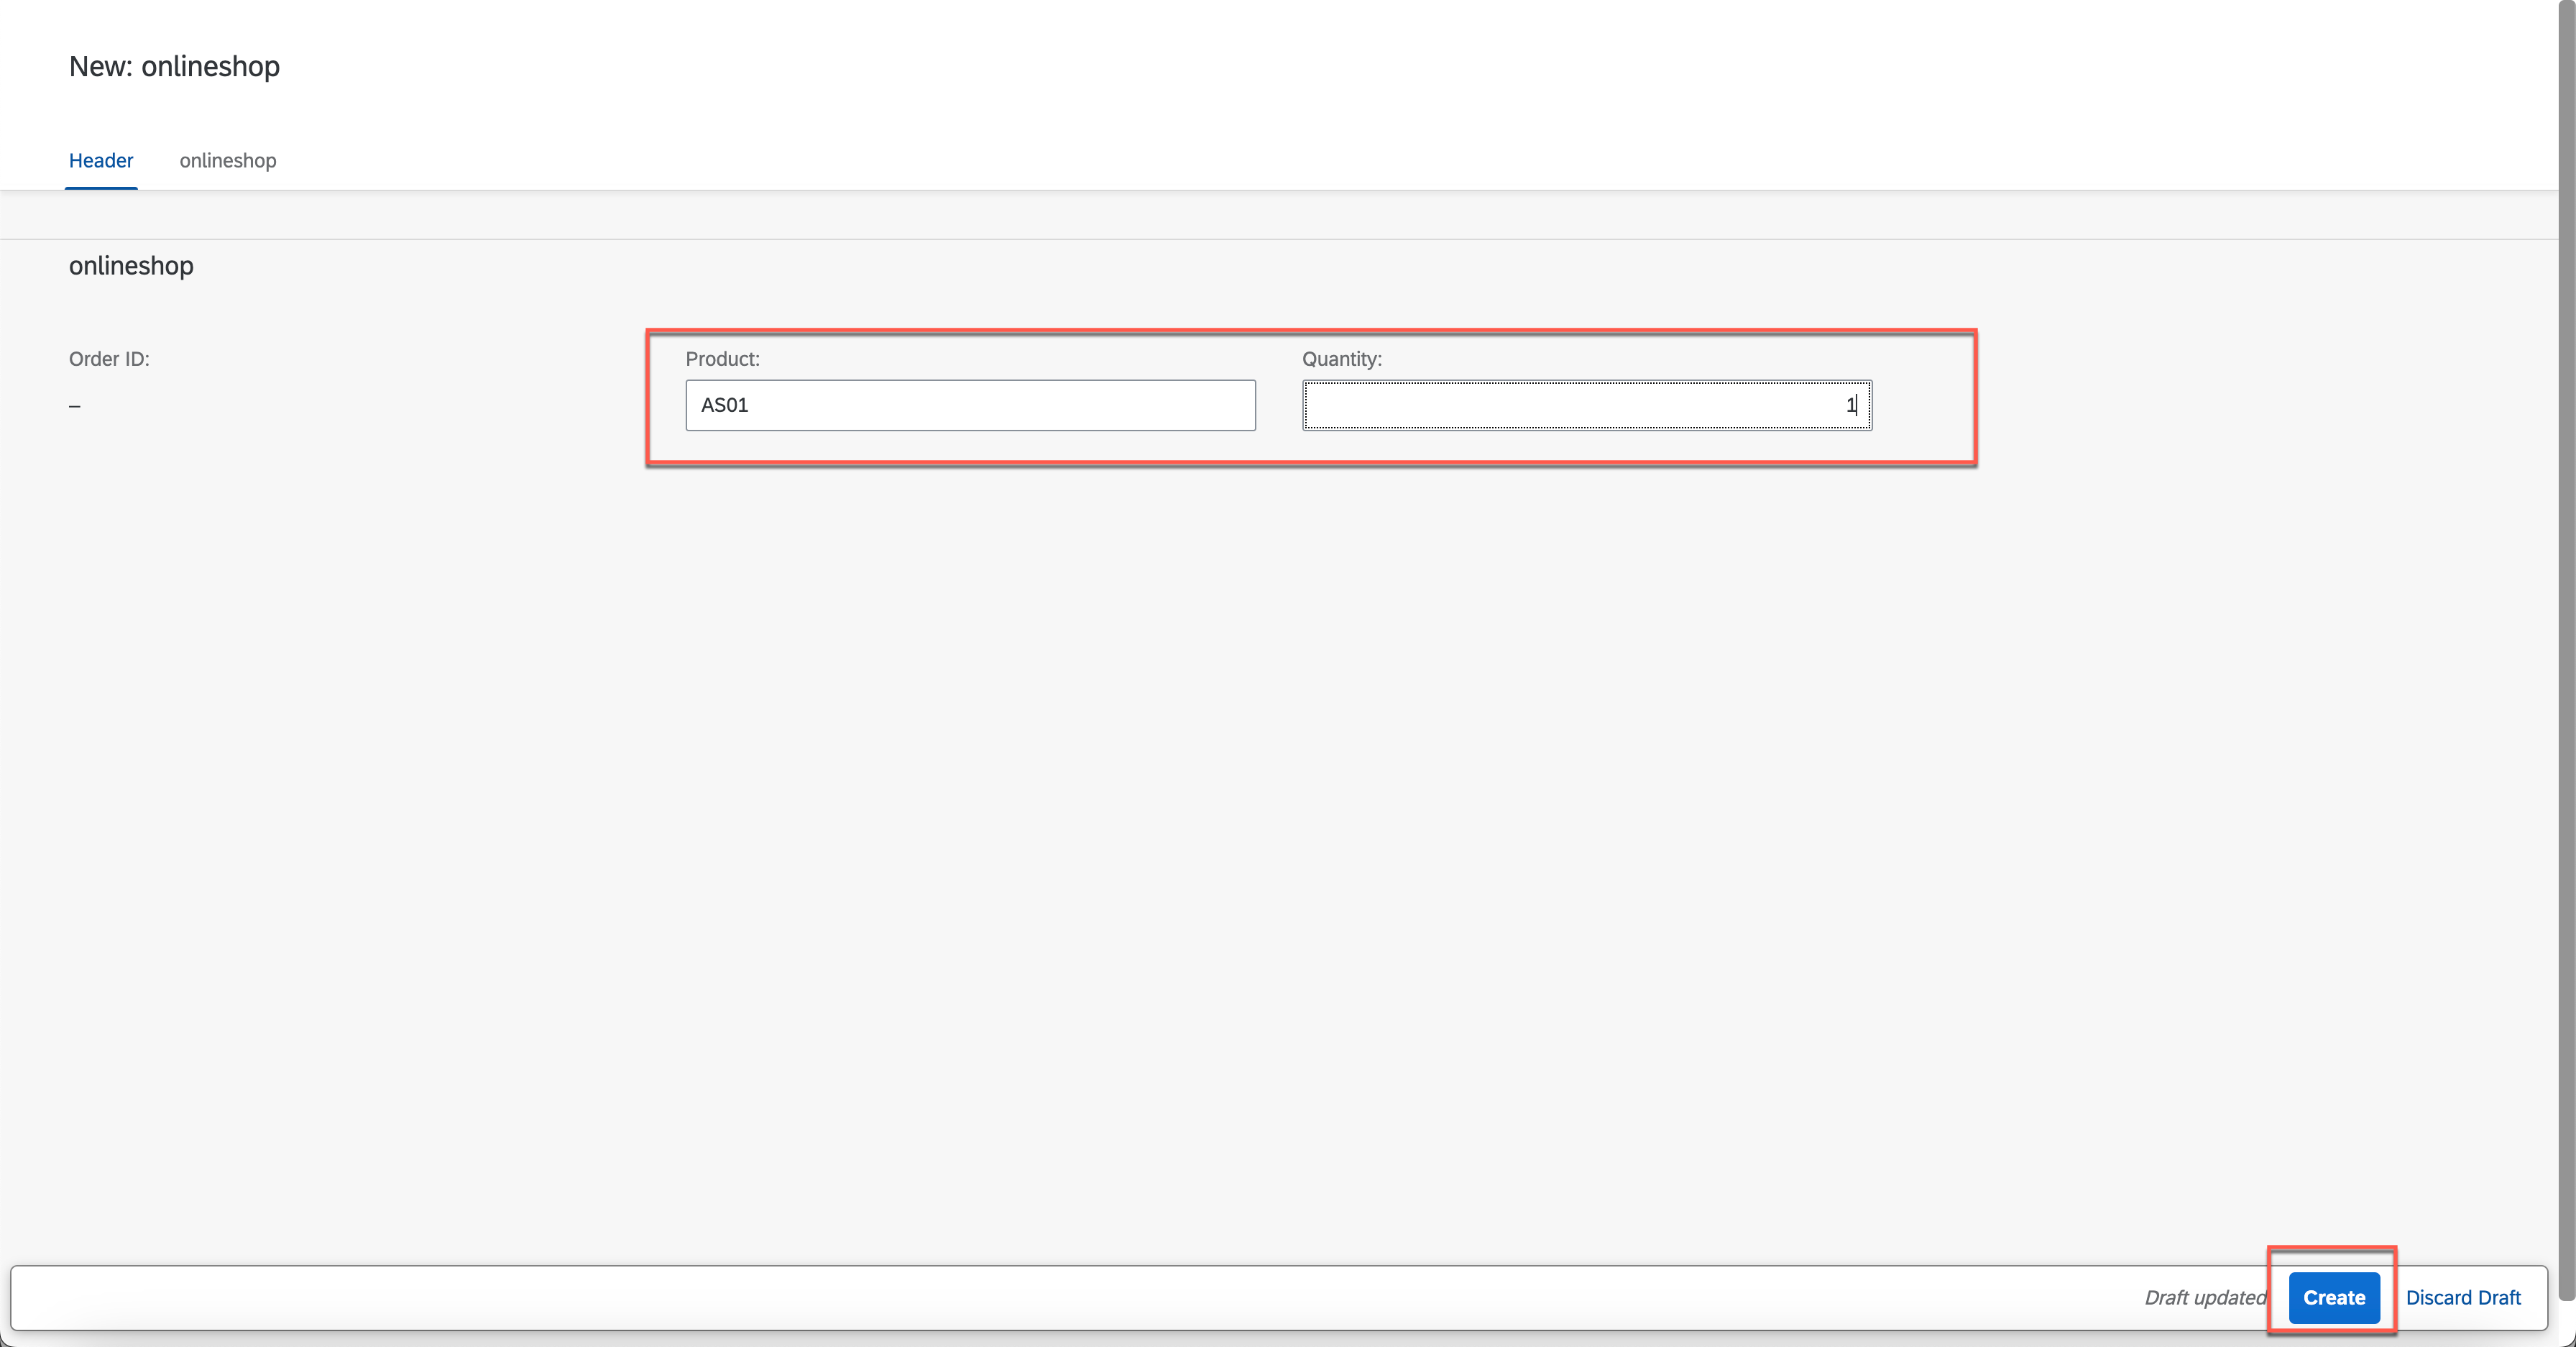 New: onlineshop
Header onlineshop
onlineshop
Order ID: Product: Quantity:
– AS01 1
Draft updated Create Discard Draft